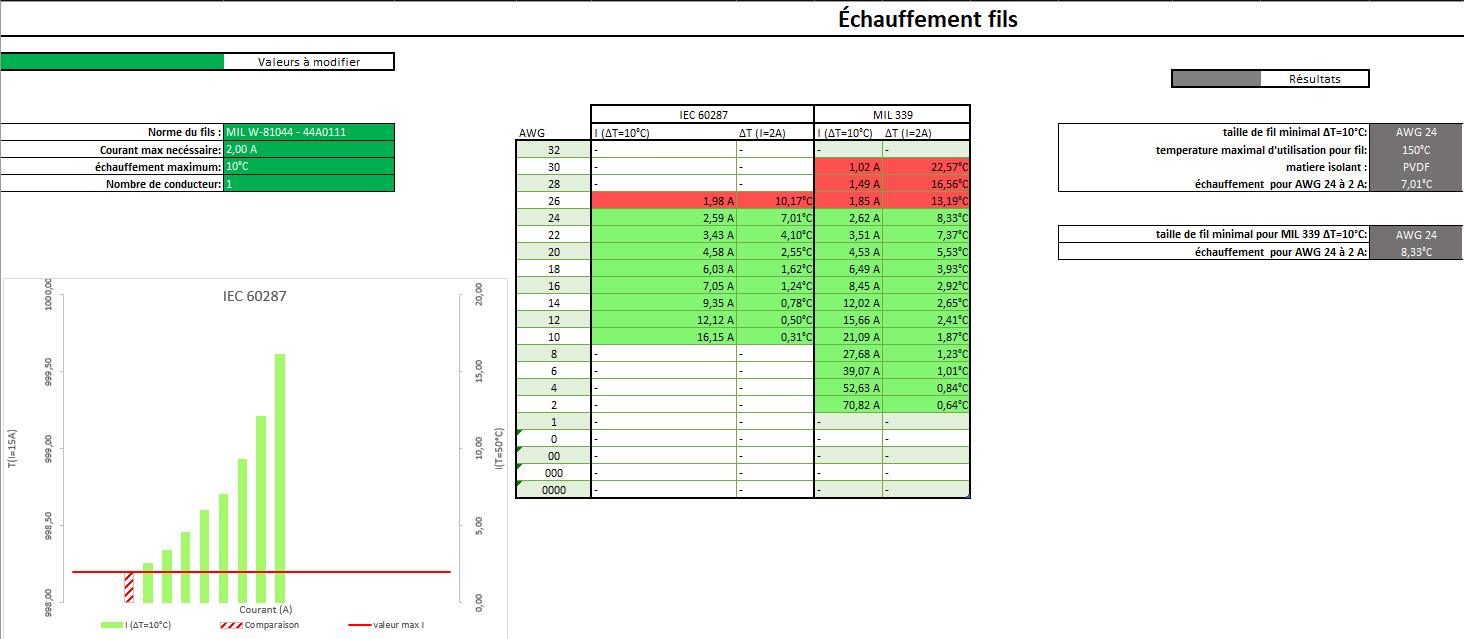 Échauffement fils
Valeurs à modifier
Résultats
Norme du fils : MIL W-81044 - 44A0111
Courant max necéssaire: 2,00 A
échauffement maximum: 10°C
Nombre de conducteur: 1
IEC 60287 MIL 339
AWG I (ΔT=10°C) ΔT (I=2A) I (ΔT=10°C) ΔT (I=2A)
32 - - - -
30 - - 1,02 A 22,57°C
28 - - 1,49 A 16,56°C
26 1,98 A 10,17°C 1,85 A 13,19°C
24 2,59 A 7,01°C 2,62 A 8,33°C
22 3,43 A 4,10°C 3,51 A 7,37°C
20 4,58 A 2,55°C 4,53 A 5,53°C
18 6,03 A 1,62°C 6,49 A 3,93°C
16 7,05 A 1,24°C 8,45 A 2,92°C
14 9,35 A 0,78°C 12,02 A 2,65°C
12 12,12 A 0,50°C 15,66 A 2,41°C
10 16,15 A 0,31°C 21,09 A 1,87°C
8 - - 27,68 A 1,23°C
6 - - 39,07 A 1,01°C
4 - - 52,63 A 0,84°C
2 - - 70,82 A 0,64°C
1 - - - -
0 - - - -
00 - - - -
000 - - - -
0000 - - - -
taille de fil minimal ΔT=10°C: AWG 24
temperature maximal d'utilisation pour fil: 150°C
matiere isolant : PVDF
échauffement pour AWG 24 à 2 A: 7,01°C
taille de fil minimal pour MIL 339 ΔT=10°C: AWG 24
échauffement pour AWG 24 à 2 A: 8,33°C
IEC 60287
1000,00
999,50
999,00
998,50
998,00
T(I=15A)
20,00
15,00
10,00
5,00
0,00
I(T=50°C)
Courant (A)
I (ΔT=10°C) Comparaison valeur max I